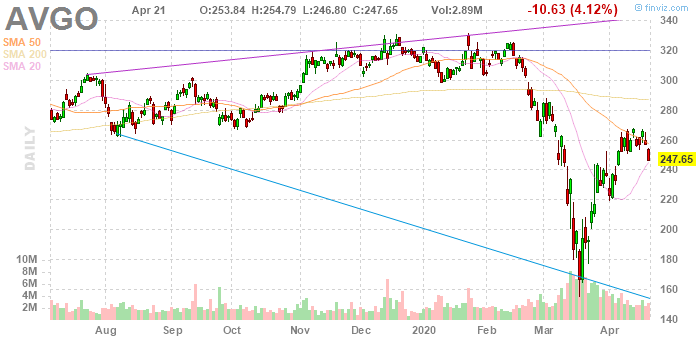 AVGO
Apr 21 O:253.84 H:254.79 L:246.80 C:247.65 Vol:2.89M -10.63 (4.12%)
© finviz.com
SMA 50
SMA 200
SMA 20
DAILY
340
320
300
280
260
247.65
240
220
200
180
160
140
10M
8M
6M
4M
2M
Aug Sep Oct Nov Dec 2020 Feb Mar Apr